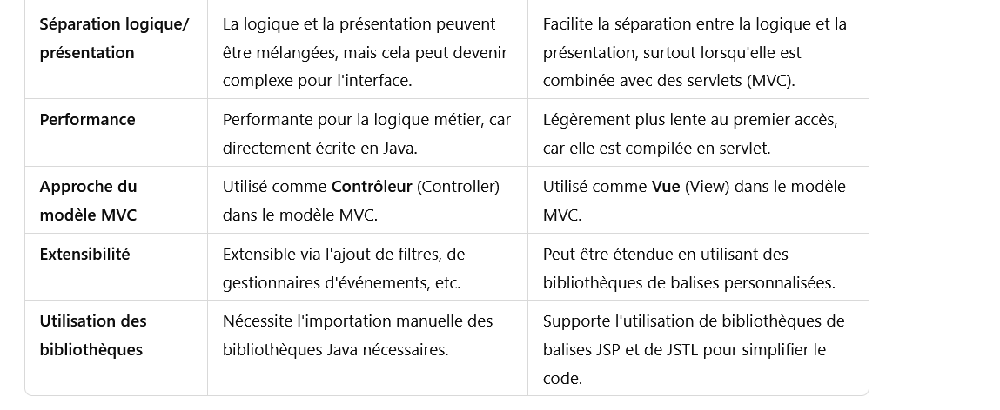 Séparation logique/
présentation
La logique et la présentation peuvent
être mélangées, mais cela peut devenir
complexe pour l'interface.
Facilite la séparation entre la logique et la
présentation, surtout lorsqu'elle est
combinée avec des servlets (MVC).
Performance
Performante pour la logique métier, car
directement écrite en Java.
Légèrement plus lente au premier accès,
car elle est compilée en servlet.
Approche du
modèle MVC
Utilisé comme Contrôleur (Controller)
dans le modèle MVC.
Utilisé comme Vue (View) dans le modèle
MVC.
Extensibilité
Extensible via l'ajout de filtres, de
gestionnaires d'événements, etc.
Peut être étendue en utilisant des
bibliothèques de balises personnalisées.
Utilisation des
bibliothèques
Nécessite l'importation manuelle des
bibliothèques Java nécessaires.
Supporte l'utilisation de bibliothèques de
balises JSP et de JSTL pour simplifier le
code.